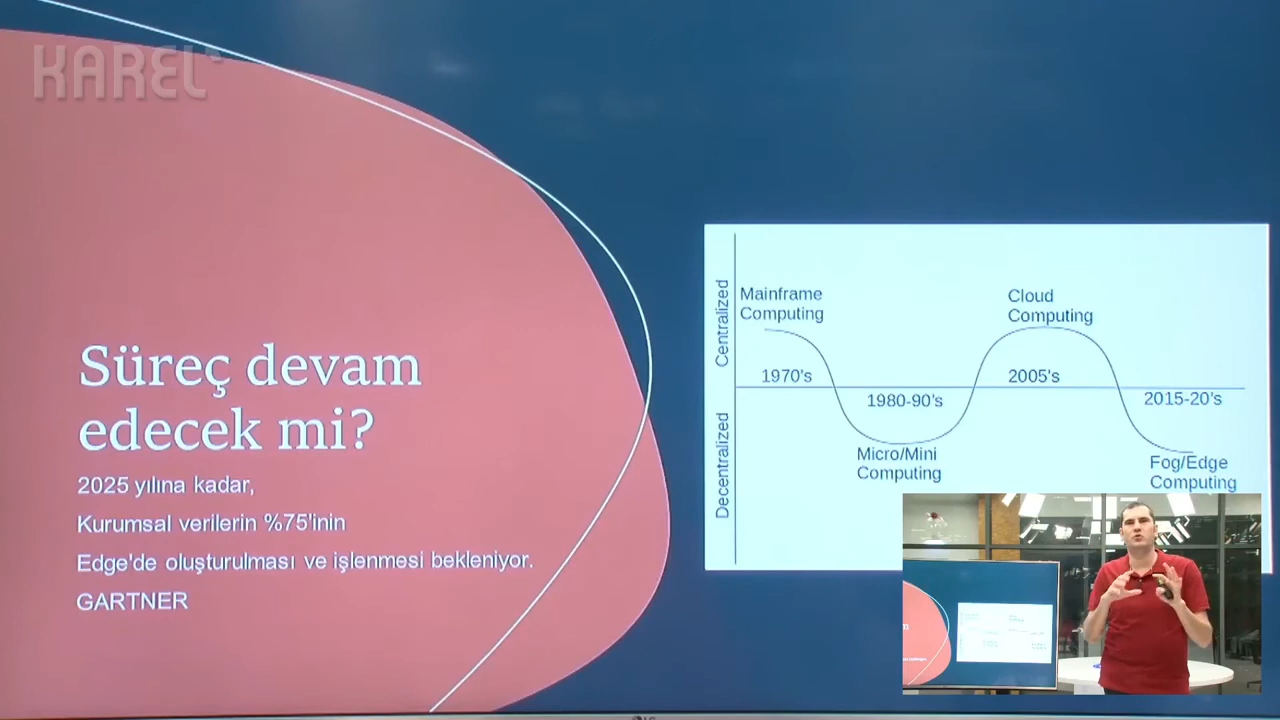 KAREL
Süreç devam
edecek mi?
2025 yılına kadar,
Kurumsal verilerin %75'inin
Edge'de oluşturulması ve işlenmesi bekleniyor.
GARTNER
Centralized
Decentralized
Mainframe
Computing
1970's
1980-90's
Micro/Mini
Computing
Cloud
Computing
2005's
2015-20's
Fog/Edge
Computing
LG